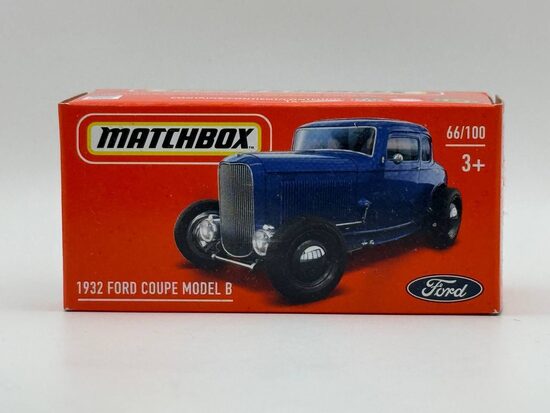 MATCHBOX
66/100
3+
1932 FORD COUPE MODEL B
Ford